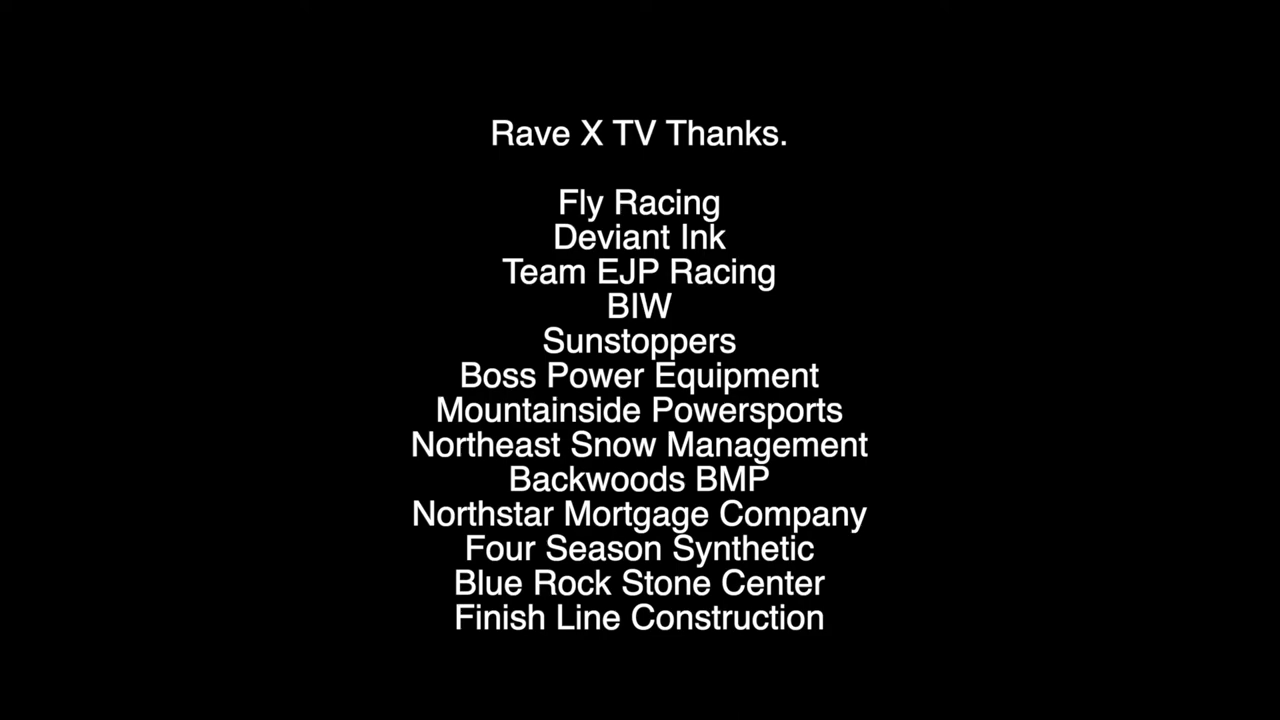 Rave X TV Thanks.
Fly Racing
Deviant Ink
Team EJP Racing
BIW
Sunstoppers
Boss Power Equipment
Mountainside Powersports
Northeast Snow Management
Backwoods BMP
Northstar Mortgage Company
Four Season Synthetic
Blue Rock Stone Center
Finish Line Construction